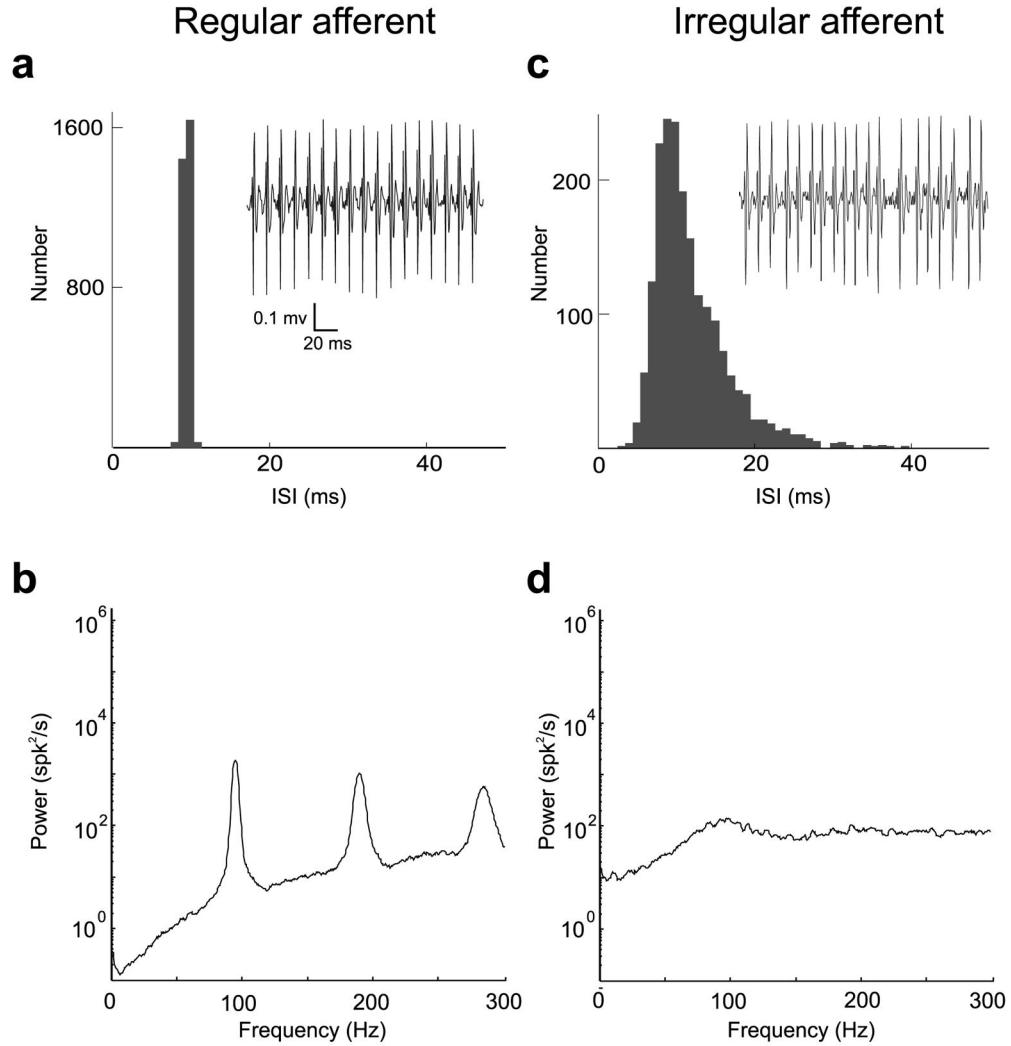 Regular afferent
Irregular afferent
a
1600
800
Number
0.1 mv
20 ms
0
20
40
ISI (ms)
c
200
100
Number
0
20
40
ISI (ms)
b
10^6
10^4
10^2
10^0
Power (spk²/s)
0
100
200
300
Frequency (Hz)
d
10^6
10^4
10^2
10^0
Power (spk²/s)
0
100
200
300
Frequency (Hz)